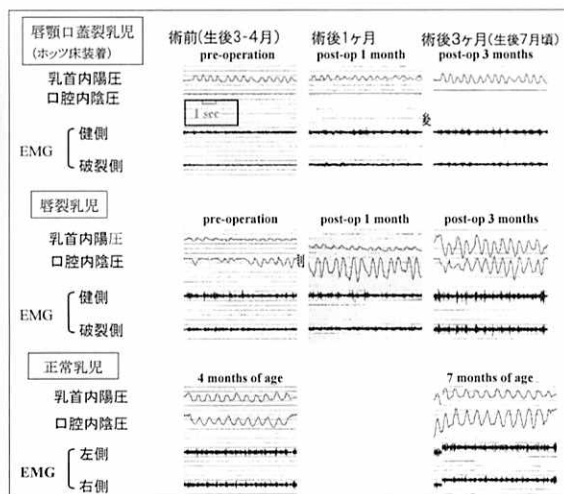 唇顎口蓋裂乳児
(ホッツ床装着)
術前(生後3-4月) 術後1ヶ月 術後3ヶ月(生後7月頃)
pre-operation post-op 1 month post-op 3 months
乳首内陽圧
口腔内陰圧
1 sec
後
EMG
健側
破裂側
唇裂乳児
pre-operation post-op 1 month post-op 3 months
乳首内陽圧
口腔内陰圧
EMG
健側
破裂側
正常乳児
4 months of age 7 months of age
乳首内陽圧
口腔内陰圧
EMG
左側
右側